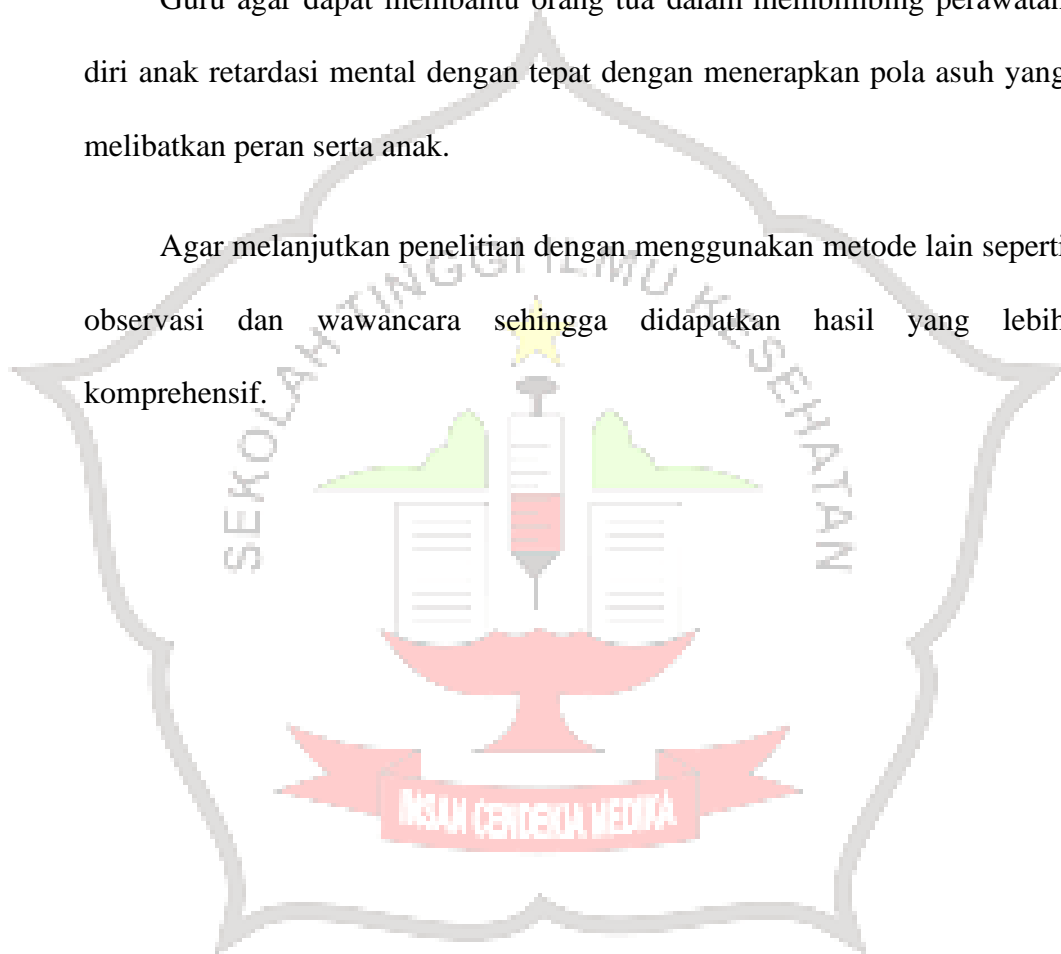 Guru agar dapat membantu orang tua dalam membimbing perawatan
diri anak retardasi mental dengan tepat dengan menerapkan pola asuh yang
melibatkan peran serta anak.
Agar melanjutkan penelitian dengan menggunakan metode lain seperti
observasi dan wawancara sehingga didapatkan hasil yang lebih
komprehensif.
SEKOLAH TINGGI ILMU KESEHATAN
INSAN CENDEKIA MEDIKA